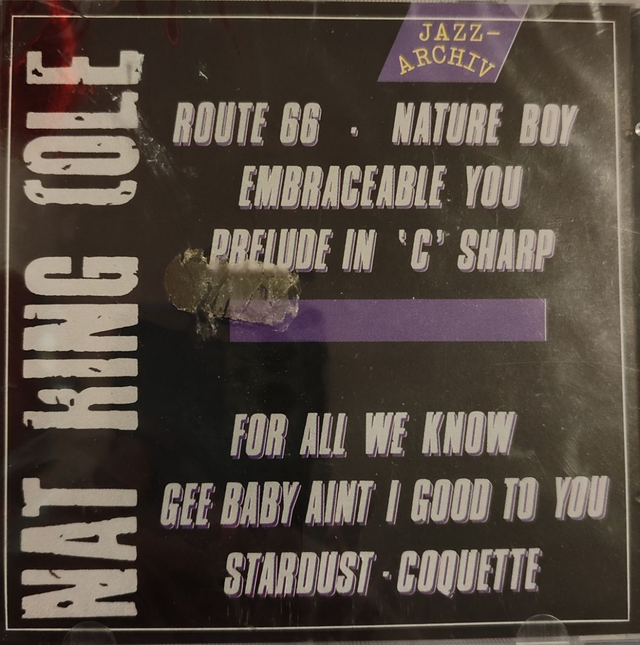 JAZZ-
ARCHIV
NAT KING COLE
ROUTE 66 . NATURE BOY
EMBRACEABLE YOU
PRELUDE IN 'C' SHARP
FOR ALL WE KNOW
GEE BABY AINT I GOOD TO YOU
STARDUST · COQUETTE